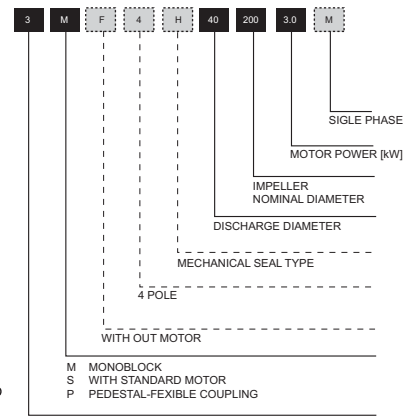 3 M F 4 H 40 200 3.0 M
SIGLE PHASE
MOTOR POWER [kW]
IMPELLER
NOMINAL DIAMETER
DISCHARGE DIAMETER
MECHANICAL SEAL TYPE
4 POLE
WITH OUT MOTOR
M MONOBLOCK
S WITH STANDARD MOTOR
P PEDESTAL-FEXIBLE COUPLING